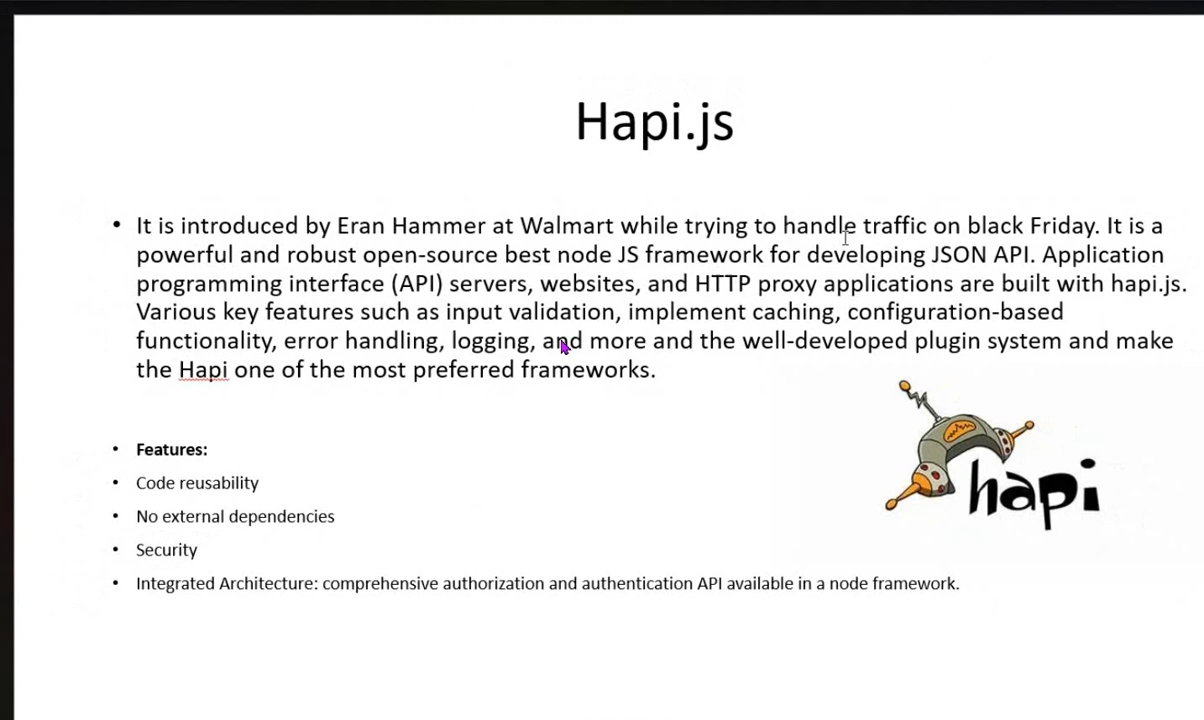 Hapi.js
• It is introduced by Eran Hammer at Walmart while trying to handle traffic on black Friday. It is a
powerful and robust open-source best node JS framework for developing JSON API. Application
programming interface (API) servers, websites, and HTTP proxy applications are built with hapi.js.
Various key features such as input validation, implement caching, configuration-based
functionality, error handling, logging, and more and the well-developed plugin system and make
the Hapi one of the most preferred frameworks.
• Features:
• Code reusability
• No external dependencies
• Security
• Integrated Architecture: comprehensive authorization and authentication API available in a node framework.
hapi